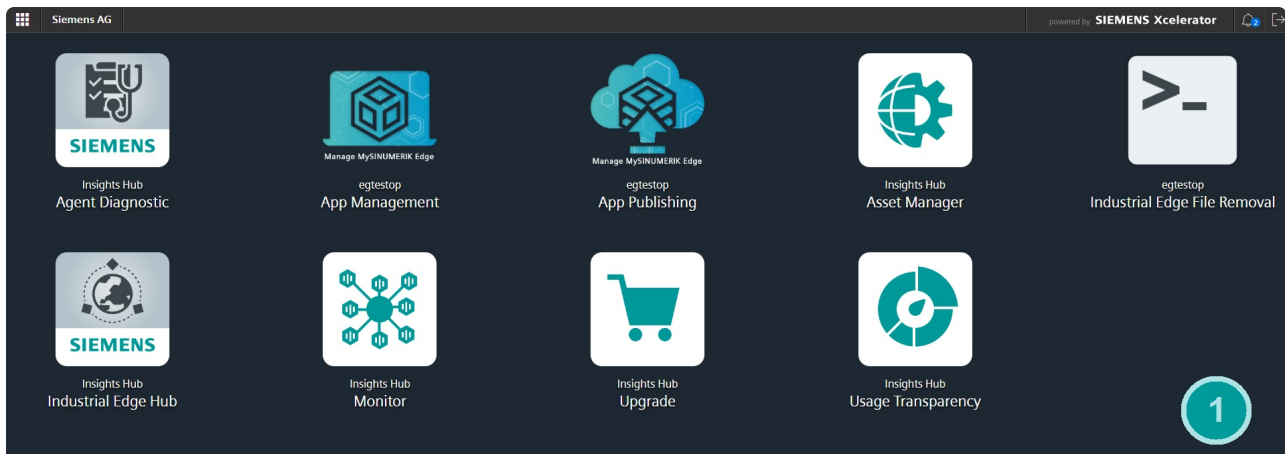 Siemens AG
powered by SIEMENS Xcelerator
2
SIEMENS
Insights Hub
Agent Diagnostic
Manage MySINUMERIK Edge
egtestop
App Management
Manage MySINUMERIK Edge
egtestop
App Publishing
Insights Hub
Asset Manager
>_
egtestop
Industrial Edge File Removal
SIEMENS
Insights Hub
Industrial Edge Hub
Insights Hub
Monitor
Insights Hub
Upgrade
Insights Hub
Usage Transparency
1